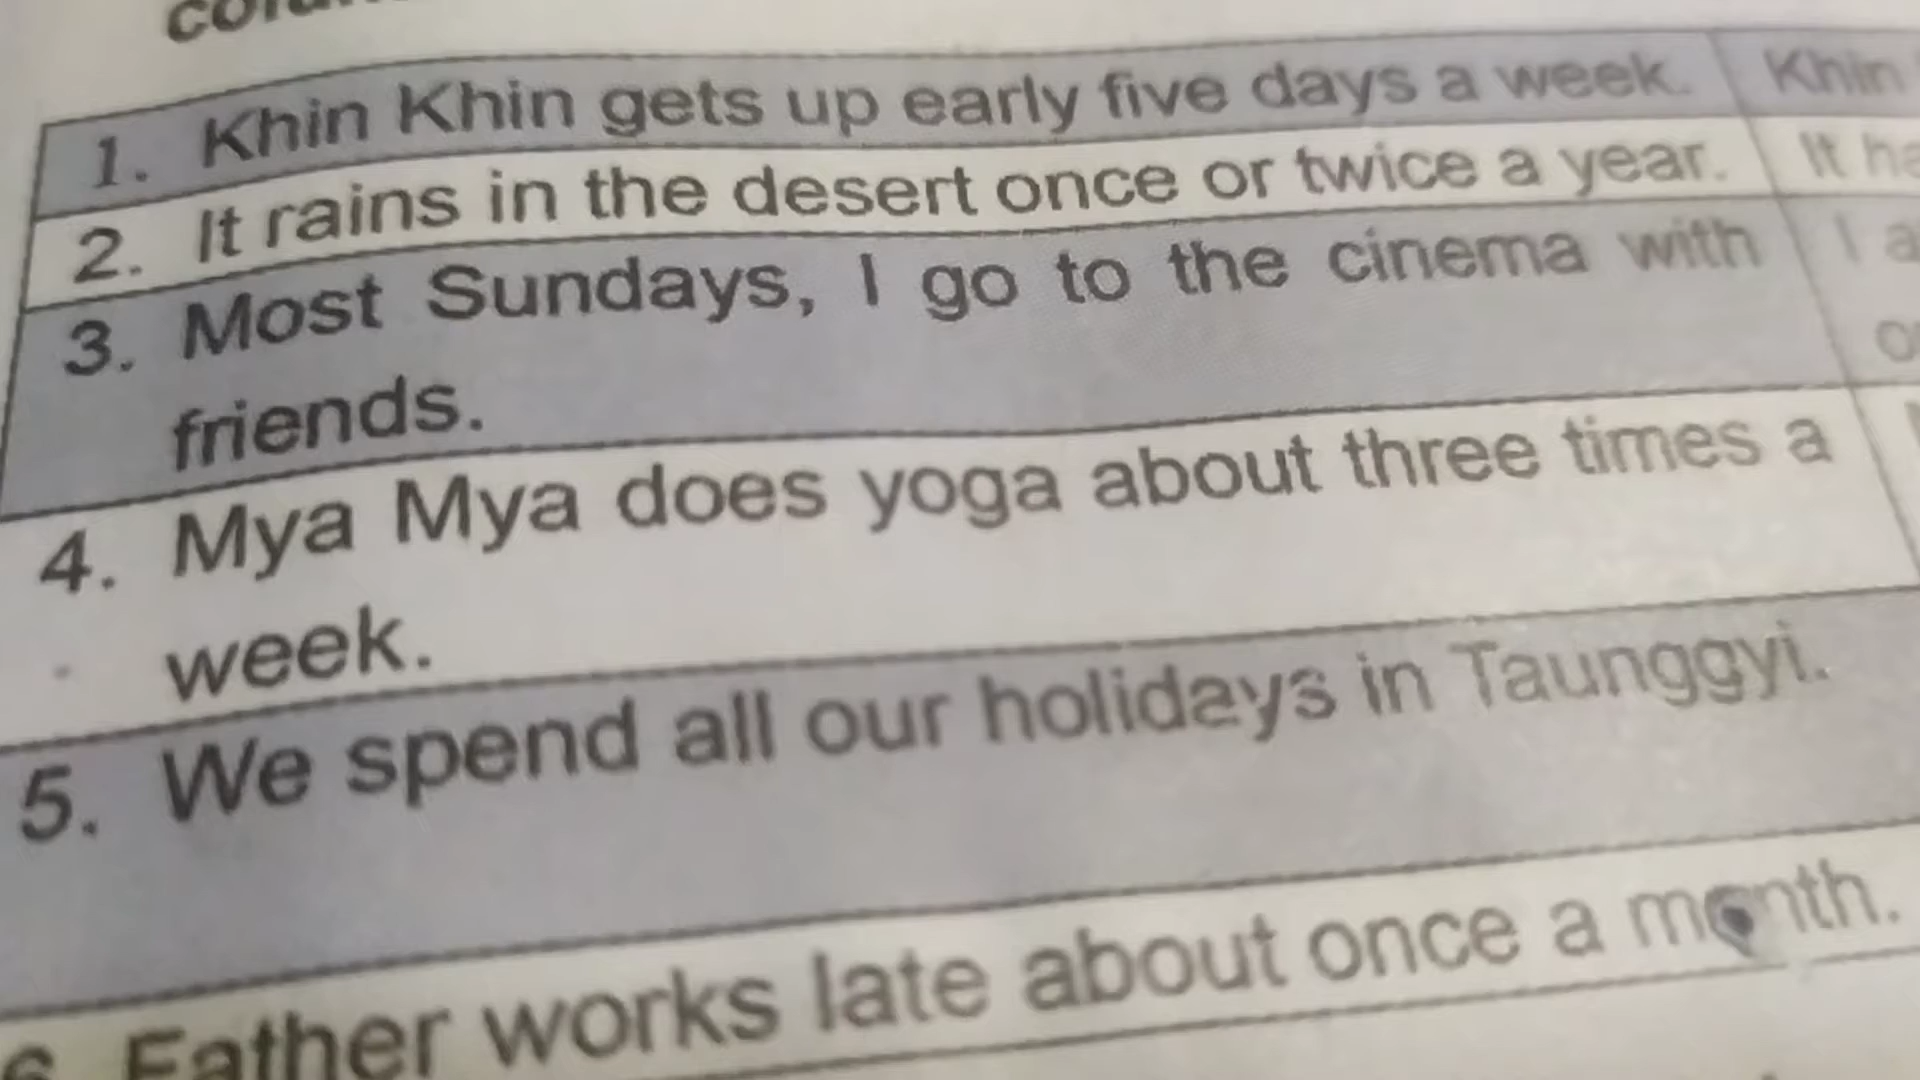 1. Khin Khin gets up early five days a week. Khin
2. It rains in the desert once or twice a year. It
3. Most Sundays, I go to the cinema with I
friends.
4. Mya Mya does yoga about three times a
week.
5. We spend all our holidays in Taunggyi.
Father works late about once a month.